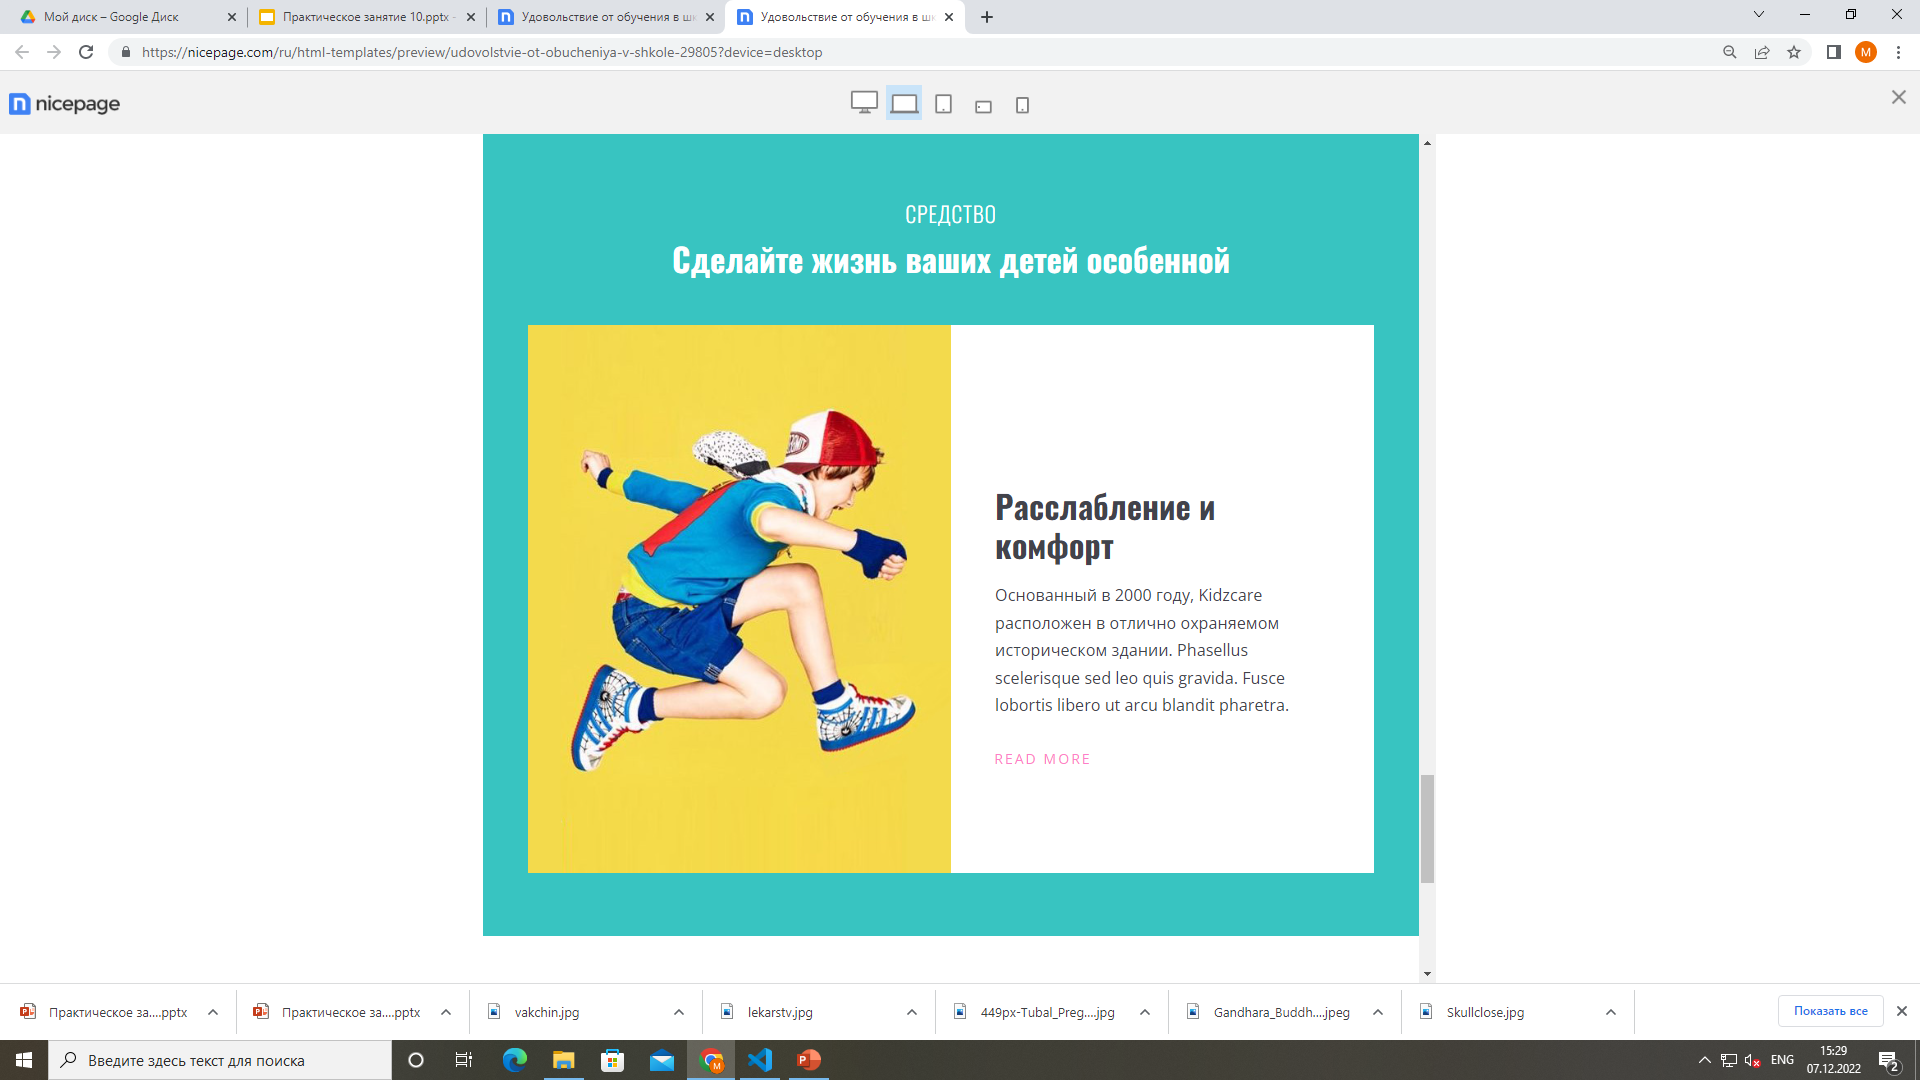 Мой диск – Google Диск
Практическое занятие 10.pptx -
Удовольствие от обучения в
Удовольствие от обучения в
https://nicepage.com/ru/html-templates/preview/udovolstvie-ot-obucheniya-v-shkole-29805?device=desktop
M
nicepage
СРЕДСТВО
Сделайте жизнь ваших детей особенной
Расслабление и
комфорт
Основанный в 2000 году, Kidzcare
расположен в отлично охраняемом
историческом здании. Phasellus
scelerisque sed leo quis gravida. Fusce
lobortis libero ut arcu blandit pharetra.
READ MORE
Практическое за....pptx
Практическое за....pptx
vakchin.jpg
lekarstv.jpg
449px-Tubal_Preg....jpg
Gandhara_Buddh....jpeg
Skullclose.jpg
Показать все
Введите здесь текст для поиска
ENG
15:29
07.12.2022
2